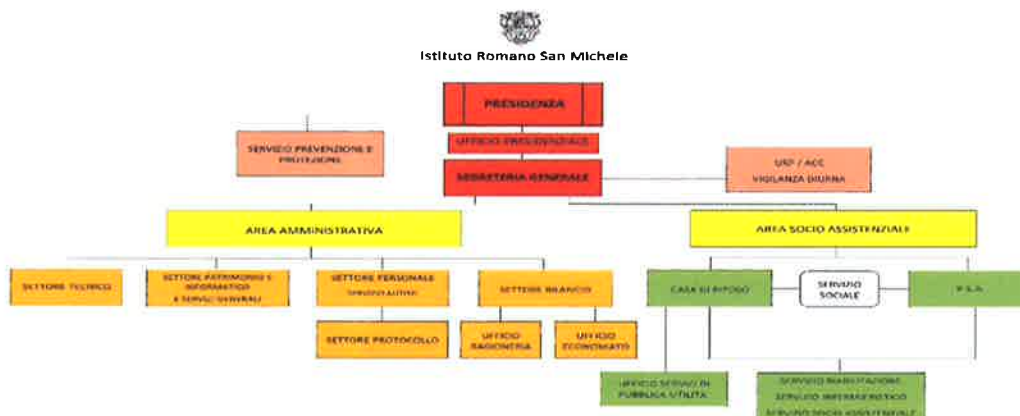 Istituto Romano San Michele
PRESIDENZA
UFFICIO PRESIDENZIALE
SEGRETERIA GENERALE
SERVIZIO PREVENZIONE E
PROTEZIONE
URP / ACC
VIGILANZA DIURNA
AREA AMMINISTRATIVA
AREA SOCIO ASSISTENZIALE
SETTORE TECNICO
SETTORE PATRIMONIO E
INFORMATICO
E SERVIZI GENERALI
SETTORE PERSONALE
SETTORE BILANCIO
CASA DI RIPOSO
SERVIZIO
SOCIALE
R.S.A.
SETTORE PROTOCOLLO
UFFICIO
RAGIONERIA
UFFICIO
ECONOMATO
UFFICIO SERVIZI DI
PUBBLICA UTILITA'
SERVIZIO RIABILITAZIONE
SERVIZIO INFERMIERISTICO
SERVIZIO SOCIO ASSISTENZIALE